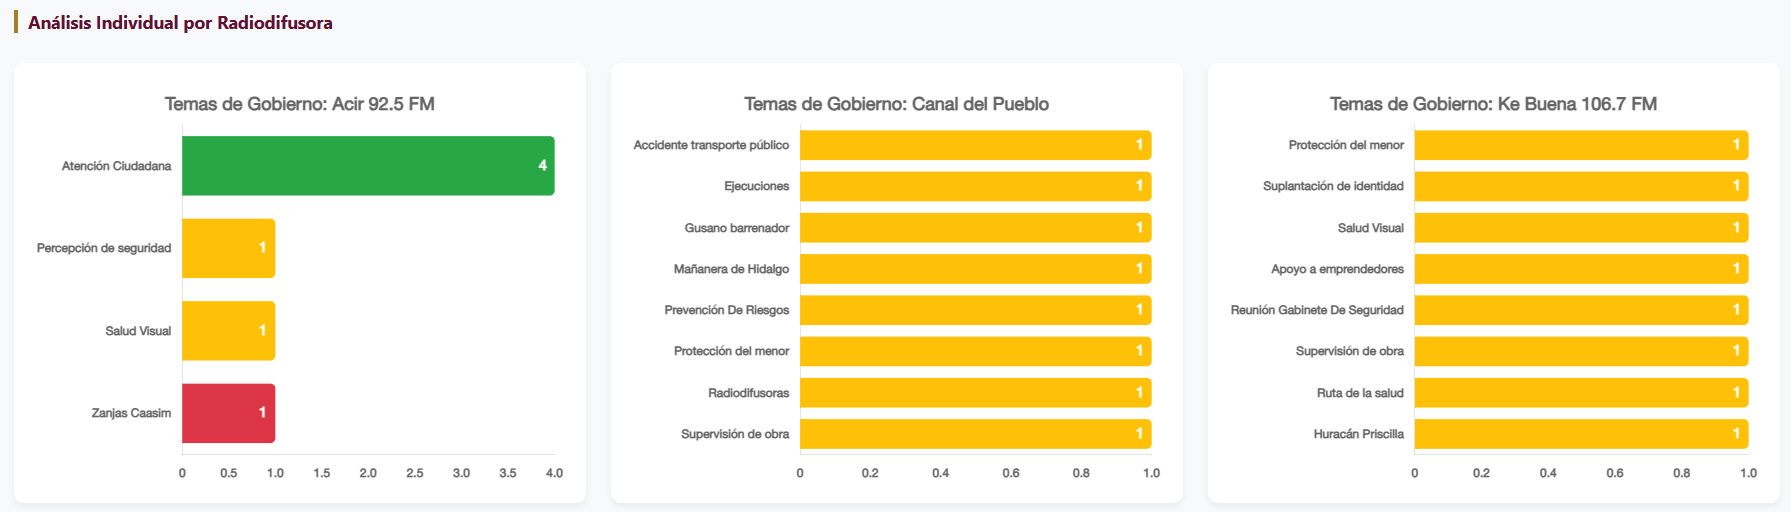 Análisis Individual por Radiodifusora
Temas de Gobierno: Acir 92.5 FM
Atención Ciudadana 4
Percepción de seguridad 1
Salud Visual 1
Zanjas Caasim 1
0 0.5 1.0 1.5 2.0 2.5 3.0 3.5 4.0
Temas de Gobierno: Canal del Pueblo
Accidente transporte público 1
Ejecuciones 1
Gusano barrenador 1
Mañanera de Hidalgo 1
Prevención De Riesgos 1
Protección del menor 1
Radiodifusoras 1
Supervisión de obra 1
0 0.2 0.4 0.6 0.8 1.0
Temas de Gobierno: Ke Buena 106.7 FM
Protección del menor 1
Suplantación de identidad 1
Salud Visual 1
Apoyo a emprendedores 1
Reunión Gabinete De Seguridad 1
Supervisión de obra 1
Ruta de la salud 1
Huracán Priscilla 1
0 0.2 0.4 0.6 0.8 1.0